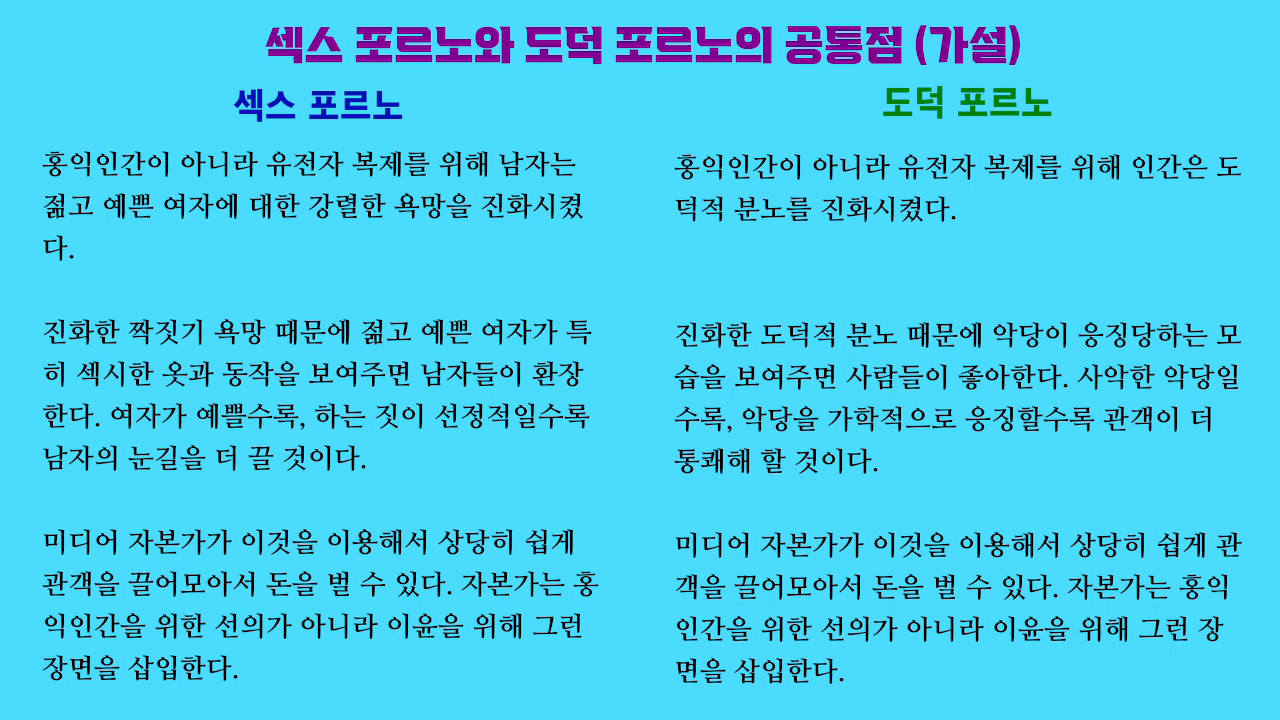 섹스 포르노와 도덕 포르노의 공통점 (가설)
섹스 포르노
홍익인간이 아니라 유전자 복제를 위해 남자는
젊고 예쁜 여자에 대한 강렬한 욕망을 진화시켰
다.
진화한 짝짓기 욕망 때문에 젊고 예쁜 여자가 특
히 섹시한 옷과 동작을 보여주면 남자들이 환장
한다. 여자가 예쁠수록, 하는 짓이 선정적일수록
남자의 눈길을 더 끌 것이다.
미디어 자본가가 이것을 이용해서 상당히 쉽게
관객을 끌어모아서 돈을 벌 수 있다. 자본가는 홍
익인간을 위한 선의가 아니라 이윤을 위해 그런
장면을 삽입한다.
도덕 포르노
홍익인간이 아니라 유전자 복제를 위해 인간은 도
덕적 분노를 진화시켰다.
진화한 도덕적 분노 때문에 악당이 응징당하는 모
습을 보여주면 사람들이 좋아한다. 사악한 악당일
수록, 악당을 가학적으로 응징할수록 관객이 더
통쾌해 할 것이다.
미디어 자본가가 이것을 이용해서 상당히 쉽게 관
객을 끌어모아서 돈을 벌 수 있다. 자본가는 홍익
인간을 위한 선의가 아니라 이윤을 위해 그런 장
면을 삽입한다.